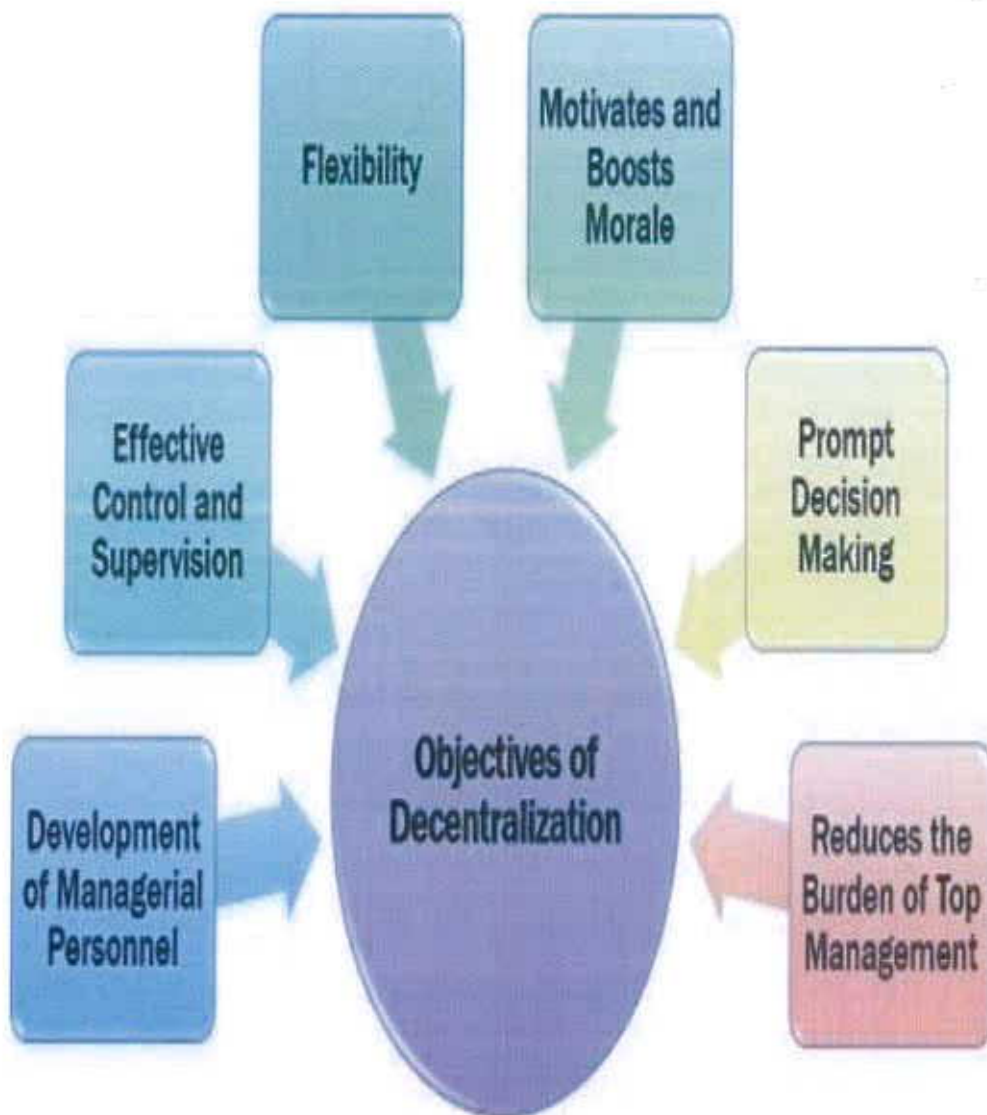 Flexibility
Motivates and
Boosts
Morale
Effective
Control and
Supervision
Prompt
Decision
Making
Objectives of
Decentralization
Development
of Managerial
Personnel
Reduces the
Burden of Top
Management